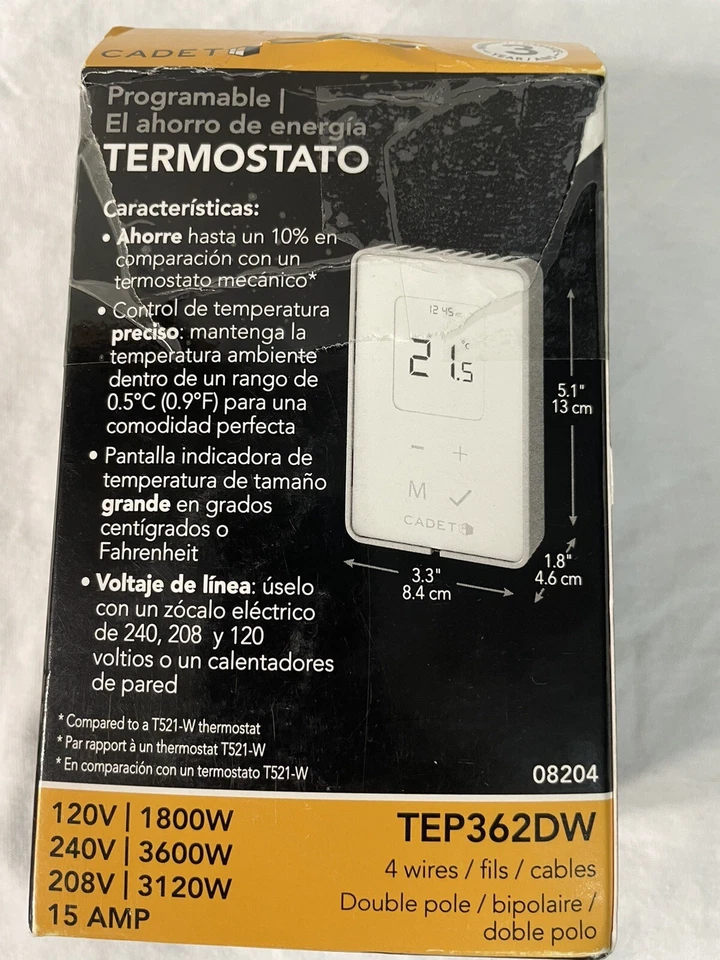 CADET
3
Programable |
El ahorro de energía
TERMOSTATO
Características:
• Ahorre hasta un 10% en
comparación con un
termostato mecánico*
• Control de temperatura
preciso: mantenga la
temperatura ambiente
dentro de un rango de
0.5°C (0.9°F) para una
comodidad perfecta
• Pantalla indicadora de
temperatura de tamaño
grande en grados
centígrados o
Fahrenheit
• Voltaje de línea: úselo
con un zócalo eléctrico
de 240, 208 y 120
voltios o un calentadores
de pared
12:45
21.5 °C
- +
M ✓
CADET
5.1"
13 cm
3.3"
8.4 cm
1.8"
4.6 cm
* Compared to a T521-W thermostat
* Par rapport à un thermostat T521-W
* En comparación con un termostato T521-W
08204
120V | 1800W
240V | 3600W
208V | 3120W
15 AMP
TEP362DW
4 wires / fils / cables
Double pole / bipolaire /
doble polo